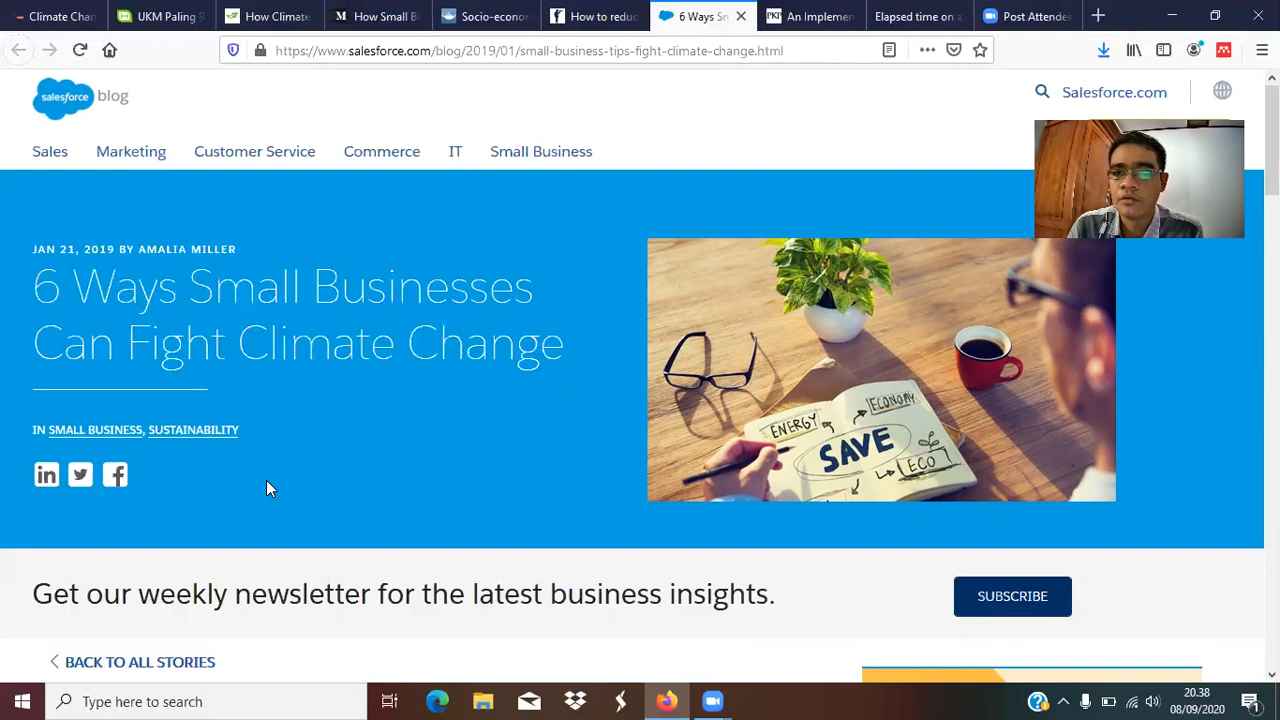 Climate Chan
UKM Paling R
How Climate
How Small B
Socio-econor
How to reduc
6 Ways Sm
An Implemen
Elapsed time on a
Post Attende
https://www.salesforce.com/blog/2019/01/small-business-tips-fight-climate-change.html
salesforce blog
Salesforce.com
Sales
Marketing
Customer Service
Commerce
IT
Small Business
JAN 21, 2019 BY AMALIA MILLER
6 Ways Small Businesses
Can Fight Climate Change
IN SMALL BUSINESS, SUSTAINABILITY
ECONOMY
ENERGY
SAVE
ECO
Get our weekly newsletter for the latest business insights.
SUBSCRIBE
BACK TO ALL STORIES
Type here to search
20.38
08/09/2020